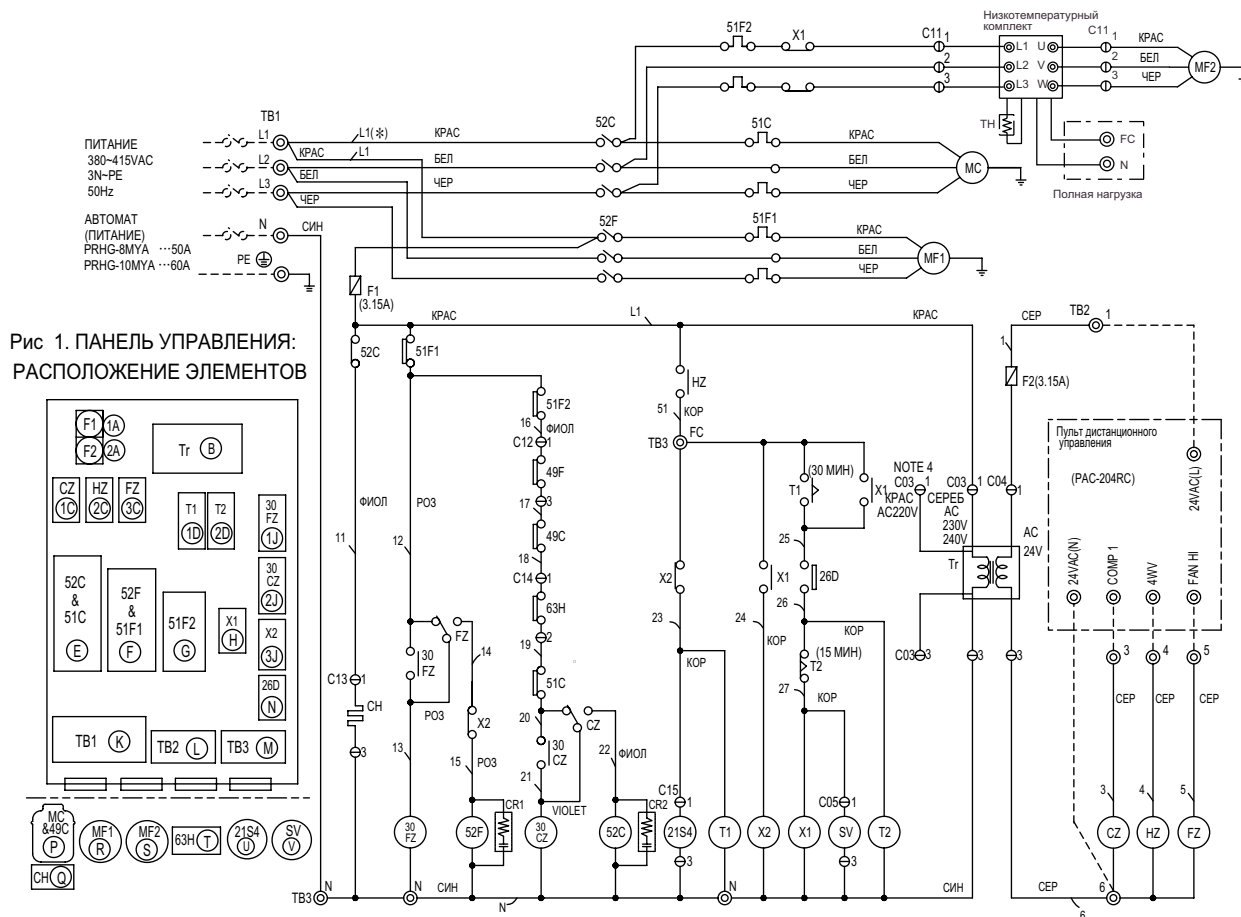 Низкотемпературный
комплект
51F2
X1
C11 1
L1 U
C11 1
КРАС
2
L2 V
2
БЕЛ
MF2
3
L3 W
3
ЧЕР
TH
FC
N
Полная нагрузка
TB1
ПИТАНИЕ
380~415VAC
3N~PE
50Hz
L1
L1(✻)
КРАС
52C
51C
КРАС
L2
КРАС
L1
БЕЛ
БЕЛ
MC
L3
БЕЛ
ЧЕР
ЧЕР
ЧЕР
АВТОМАТ
(ПИТАНИЕ)
PRHG-8MYA ···50A
PRHG-10MYA ···60A
N
СИН
PE
52F
51F1
КРАС
БЕЛ
MF1
ЧЕР
F1
(3.15A)
КРАС
L1
КРАС
СЕР
TB2
1
1
F2(3.15A)
Рис 1. ПАНЕЛЬ УПРАВЛЕНИЯ:
РАСПОЛОЖЕНИЕ ЭЛЕМЕНТОВ
F1 1A
F2 2A
Tr B
CZ 1C
HZ 2C
FZ 3C
T1 1D
T2 2D
30 FZ 1J
30 CZ 2J
52C & 51C E
52F & 51F1 F
51F2 G
X1 H
X2 3J
26D N
TB1 K
TB2 L
TB3 M
MC &49C P
MF1 R
MF2 S
63H T
21S4 U
SV V
CH Q
52C
51F1
51F2
16
ФИОЛ
C12 1
49F
17
3
49C
18
C14 1
63H
19
2
51C
20
CZ
30 CZ
21
VIOLET
22
ФИОЛ
ФИОЛ
11
C13 1
CH
3
РОЗ
12
FZ
30 FZ
14
РОЗ
13
X2
15
РОЗ
CR1
CR2
HZ
51
КОР
TB3
FC
X2
23
КОР
X1
24
КОР
(30 МИН)
T1
X1
25
26D
26
КОР
(15 МИН)
T2
27
КОР
NOTE 4
C03 1
КРАС
AC220V
C03 1
СЕРЕБ
AC
230V
240V
C04 1
AC
24V
Tr
C03 3
3
3
Пульт дистанционного
управления
(PAC-204RC)
24VAC(L)
24VAC(N)
COMP 1
4WV
FAN HI
3
4
5
СЕР
СЕР
СЕР
3
4
5
C15 1
C05 1
30 FZ
52F
30 CZ
52C
21S4
T1
X2
X1
SV
T2
CZ
HZ
FZ
3
3
TB3
N
N
СИН
N
N
СИН
СЕР
6
6